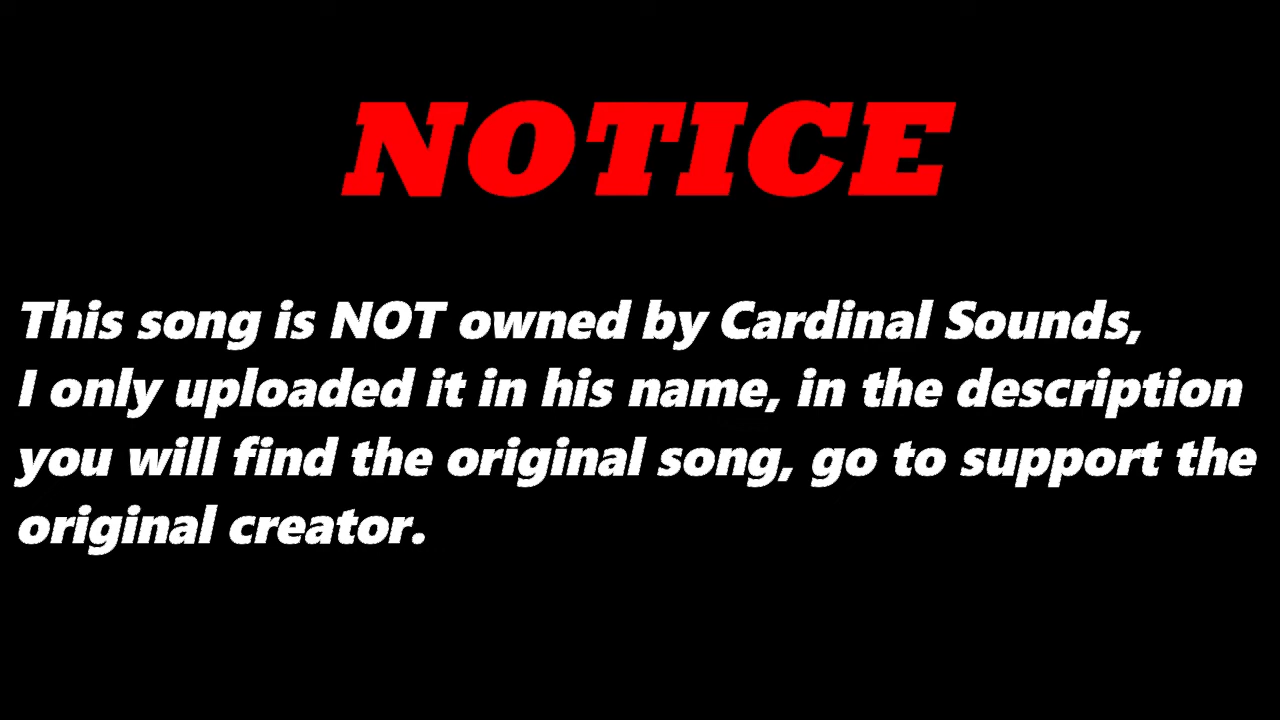 NOTICE
This song is NOT owned by Cardinal Sounds,
I only uploaded it in his name, in the description
you will find the original song, go to support the
original creator.